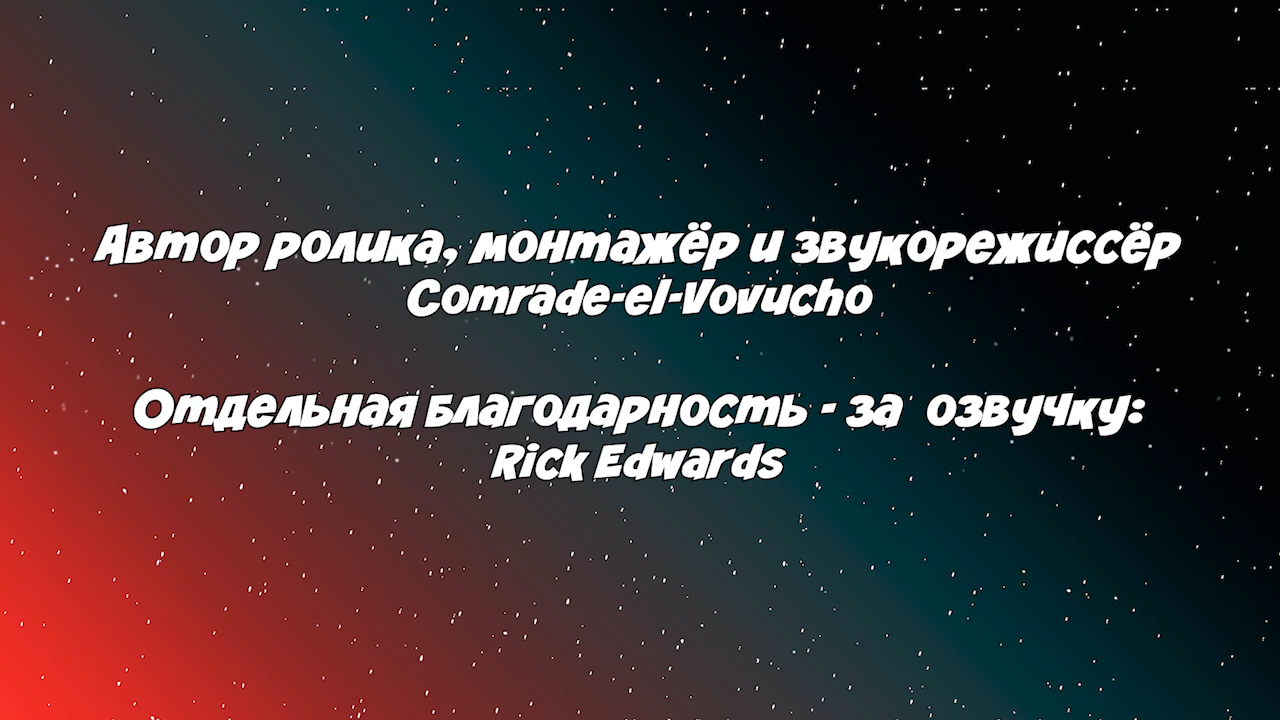 Автор ролика, монтажёр и звукорежиссёр
Comrade-el-Vovucho
Отдельная благодарность - за озвучку:
Rick Edwards